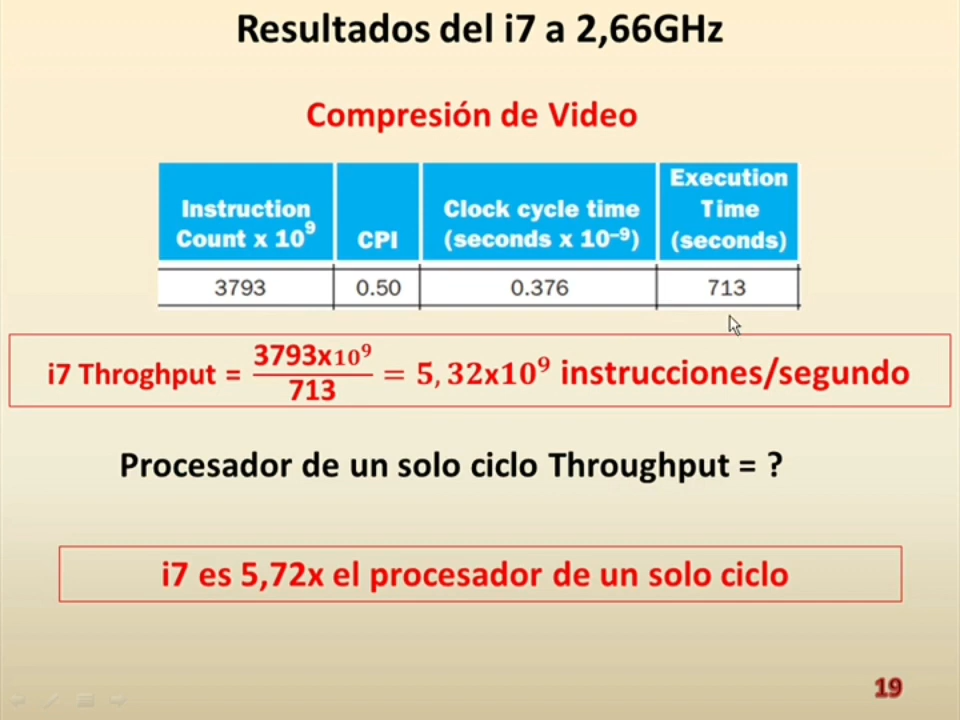 Resultados del i7 a 2,66GHz
Compresión de Video
Instruction Count x 10⁹ CPI Clock cycle time (seconds x 10⁻⁹) Execution Time (seconds)
3793 0.50 0.376 713
i7 Throghput = 3793x10⁹ / 713 = 5,32x10⁹ instrucciones/segundo
Procesador de un solo ciclo Throughput = ?
i7 es 5,72x el procesador de un solo ciclo
19